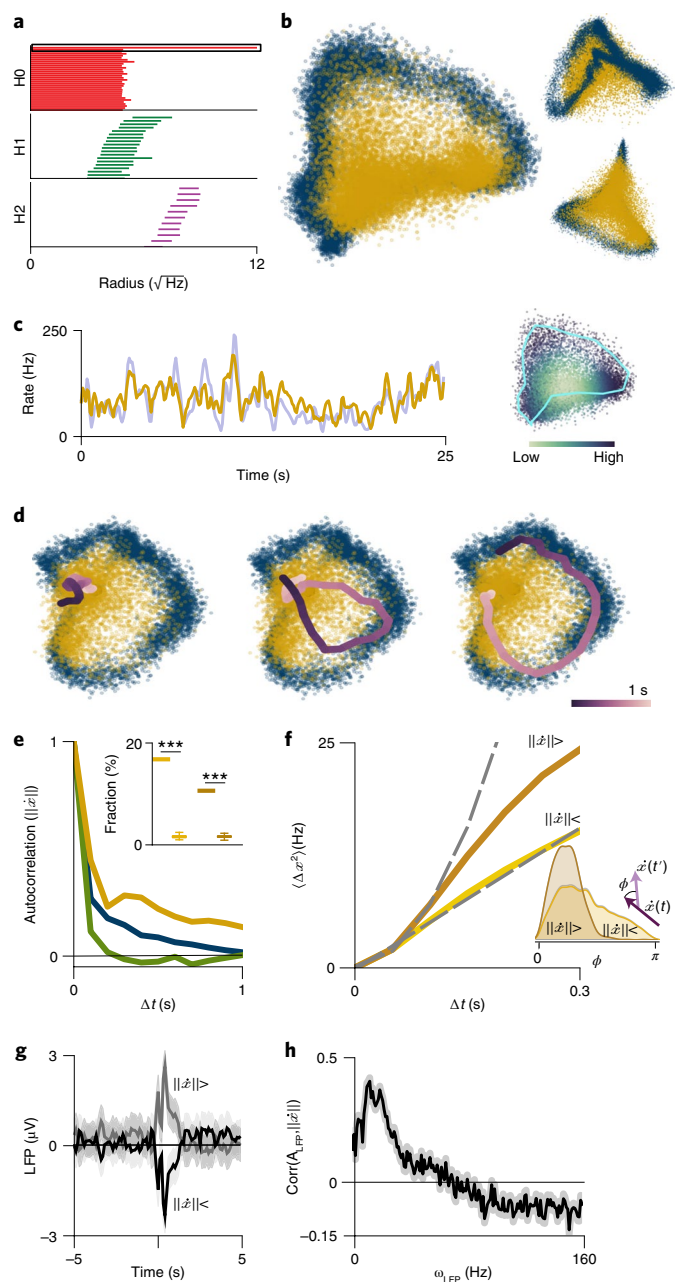 a
b
H0
H1
H2
0
12
Radius (√Hz)
c
250
Rate (Hz)
0
0
25
Time (s)
Low
High
d
1 s
e
1
Autocorrelation (||ẋ||)
0
0
1
Δt (s)
20
Fraction (%)
0
***
***
f
25
⟨Δx²⟩(Hz)
0
0
0.3
Δt (s)
||ẋ||>
||ẋ||<
ẋ(t′)
ϕ
ẋ(t)
||ẋ||>
||ẋ||<
0
ϕ
π
g
3
LFP (μV)
0
−3
−5
0
5
Time (s)
||ẋ||>
||ẋ||<
h
0.5
Corr(A_LFP,||ẋ||)
0
−0.15
0
160
ω_LFP (Hz)